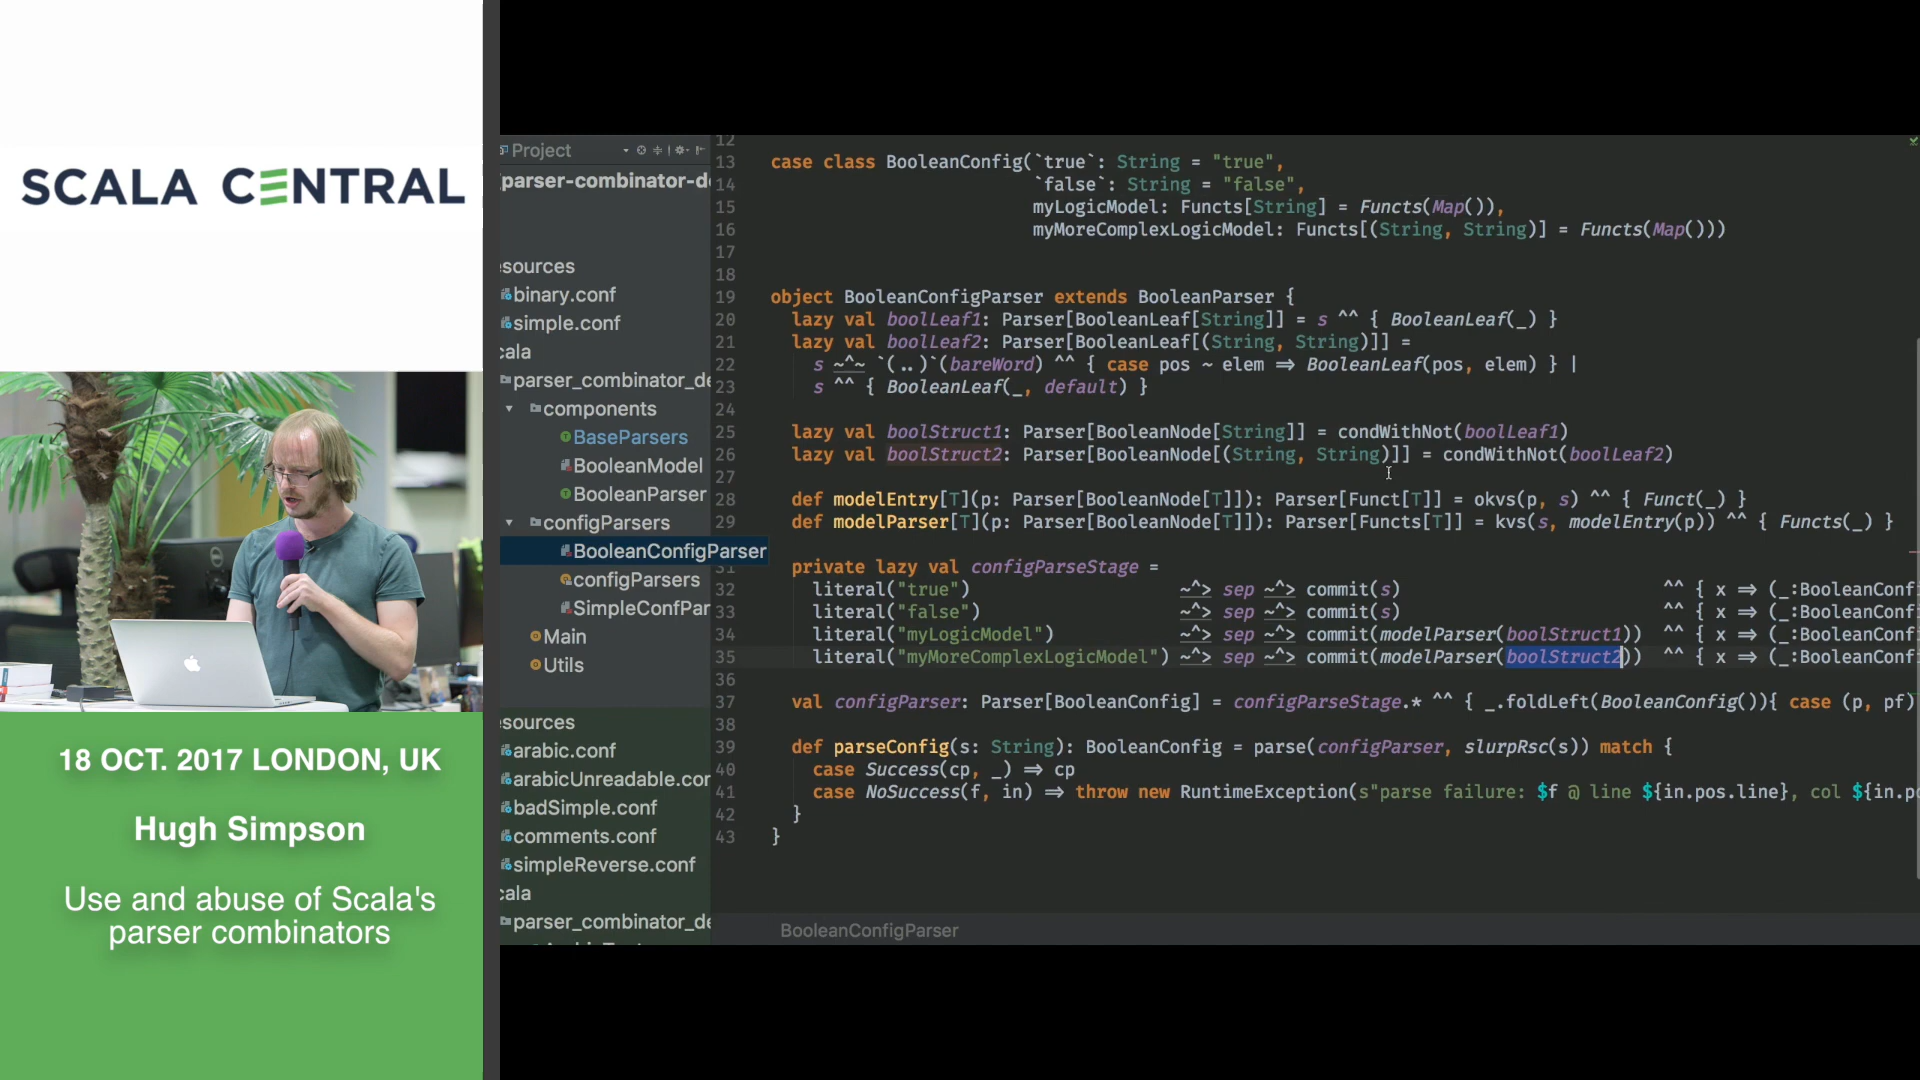 SCALA CENTRAL
18 OCT. 2017 LONDON, UK
Hugh Simpson
Use and abuse of Scala's
parser combinators
Project
parser-combinator-de
sources
binary.conf
simple.conf
cala
parser_combinator_de
components
BaseParsers
BooleanModel
BooleanParser
configParsers
BooleanConfigParser
configParsers
SimpleConfPar
Main
Utils
esources
arabic.conf
arabicUnreadable.cor
badSimple.conf
comments.conf
simpleReverse.conf
cala
parser_combinator_de
12
13 case class BooleanConfig(`true`: String = "true",
14 `false`: String = "false",
15 myLogicModel: Functs[String] = Functs(Map()),
16 myMoreComplexLogicModel: Functs[(String, String)] = Functs(Map()))
17
18
19 object BooleanConfigParser extends BooleanParser {
20 lazy val boolLeaf1: Parser[BooleanLeaf[String]] = s ^^ { BooleanLeaf(_) }
21 lazy val boolLeaf2: Parser[BooleanLeaf[(String, String)]] =
22 s ~^~ `(..)`(bareWord) ^^ { case pos ~ elem ⇒ BooleanLeaf(pos, elem) } |
23 s ^^ { BooleanLeaf(_, default) }
24
25 lazy val boolStruct1: Parser[BooleanNode[String]] = condWithNot(boolLeaf1)
26 lazy val boolStruct2: Parser[BooleanNode[(String, String)]] = condWithNot(boolLeaf2)
27
28 def modelEntry[T](p: Parser[BooleanNode[T]]): Parser[Funct[T]] = okvs(p, s) ^^ { Funct(_) }
29 def modelParser[T](p: Parser[BooleanNode[T]]): Parser[Functs[T]] = kvs(s, modelEntry(p)) ^^ { Functs(_) }
31 private lazy val configParseStage =
32 literal("true") ~^> sep ~^> commit(s) ^^ { x ⇒ (_:BooleanConf
33 literal("false") ~^> sep ~^> commit(s) ^^ { x ⇒ (_:BooleanConf
34 literal("myLogicModel") ~^> sep ~^> commit(modelParser(boolStruct1)) ^^ { x ⇒ (_:BooleanConf
35 literal("myMoreComplexLogicModel") ~^> sep ~^> commit(modelParser(boolStruct2)) ^^ { x ⇒ (_:BooleanConf
36
37 val configParser: Parser[BooleanConfig] = configParseStage.* ^^ { _.foldLeft(BooleanConfig()){ case (p, pf)
38
39 def parseConfig(s: String): BooleanConfig = parse(configParser, slurpRsc(s)) match {
40 case Success(cp, _) ⇒ cp
41 case NoSuccess(f, in) ⇒ throw new RuntimeException(s"parse failure: $f @ line ${in.pos.line}, col ${in.po
42 }
43 }
BooleanConfigParser